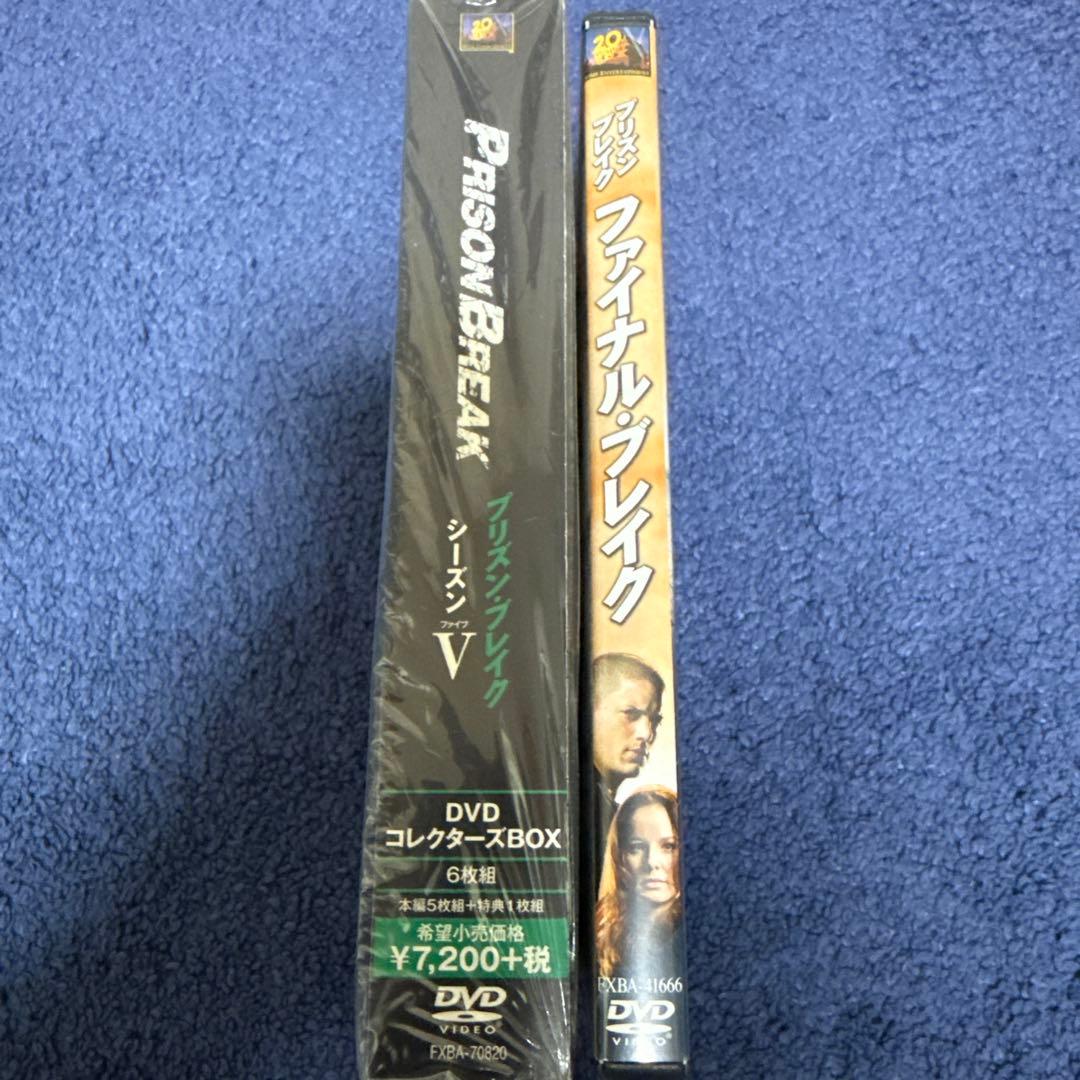 20
PRISON BREAK
プリズン・ブレイク
シーズン
ファイブ
V
DVD
コレクターズBOX
6枚組
本編5枚組+特典1枚組
希望小売価格
¥7,200+税
DVD
VIDEO
FXBA-70820
20
プリズン
ブレイク
ファイナル・ブレイク
FXBA-41666
DVD
VIDEO